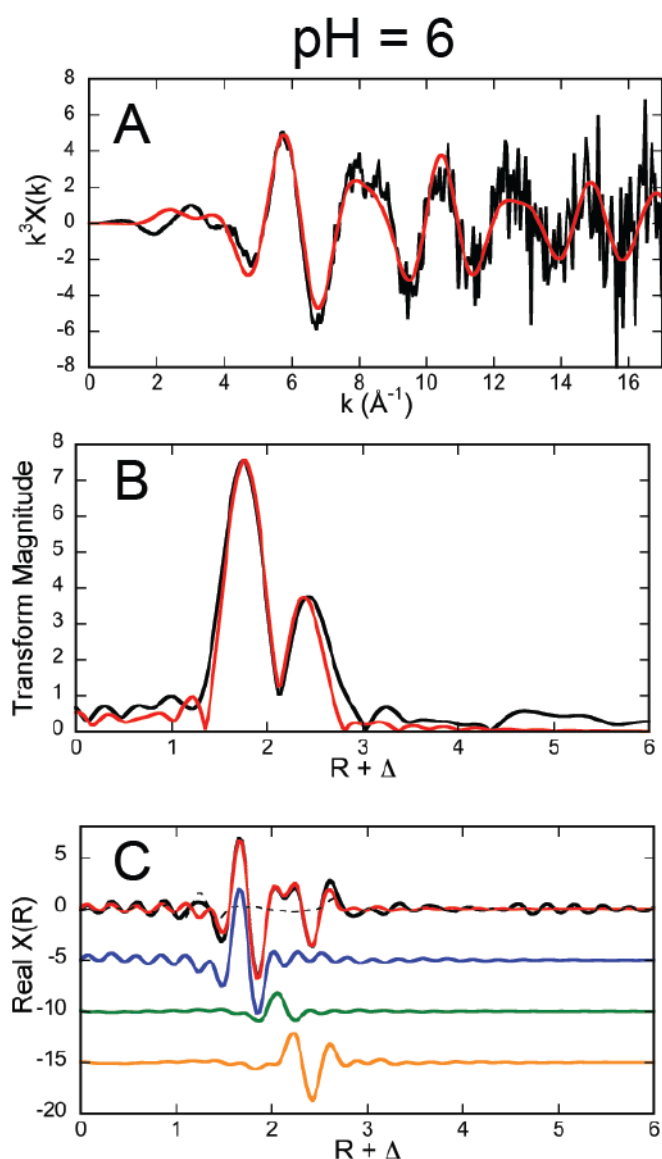 pH = 6
A
k³X(k)
8
6
4
2
0
-2
-4
-6
-8
0 2 4 6 8 10 12 14 16
k (Å⁻¹)
B
Transform Magnitude
8
7
6
5
4
3
2
1
0
0 1 2 3 4 5 6
R + Δ
C
Real X(R)
5
0
-5
-10
-15
-20
0 1 2 3 4 5 6
R + Δ